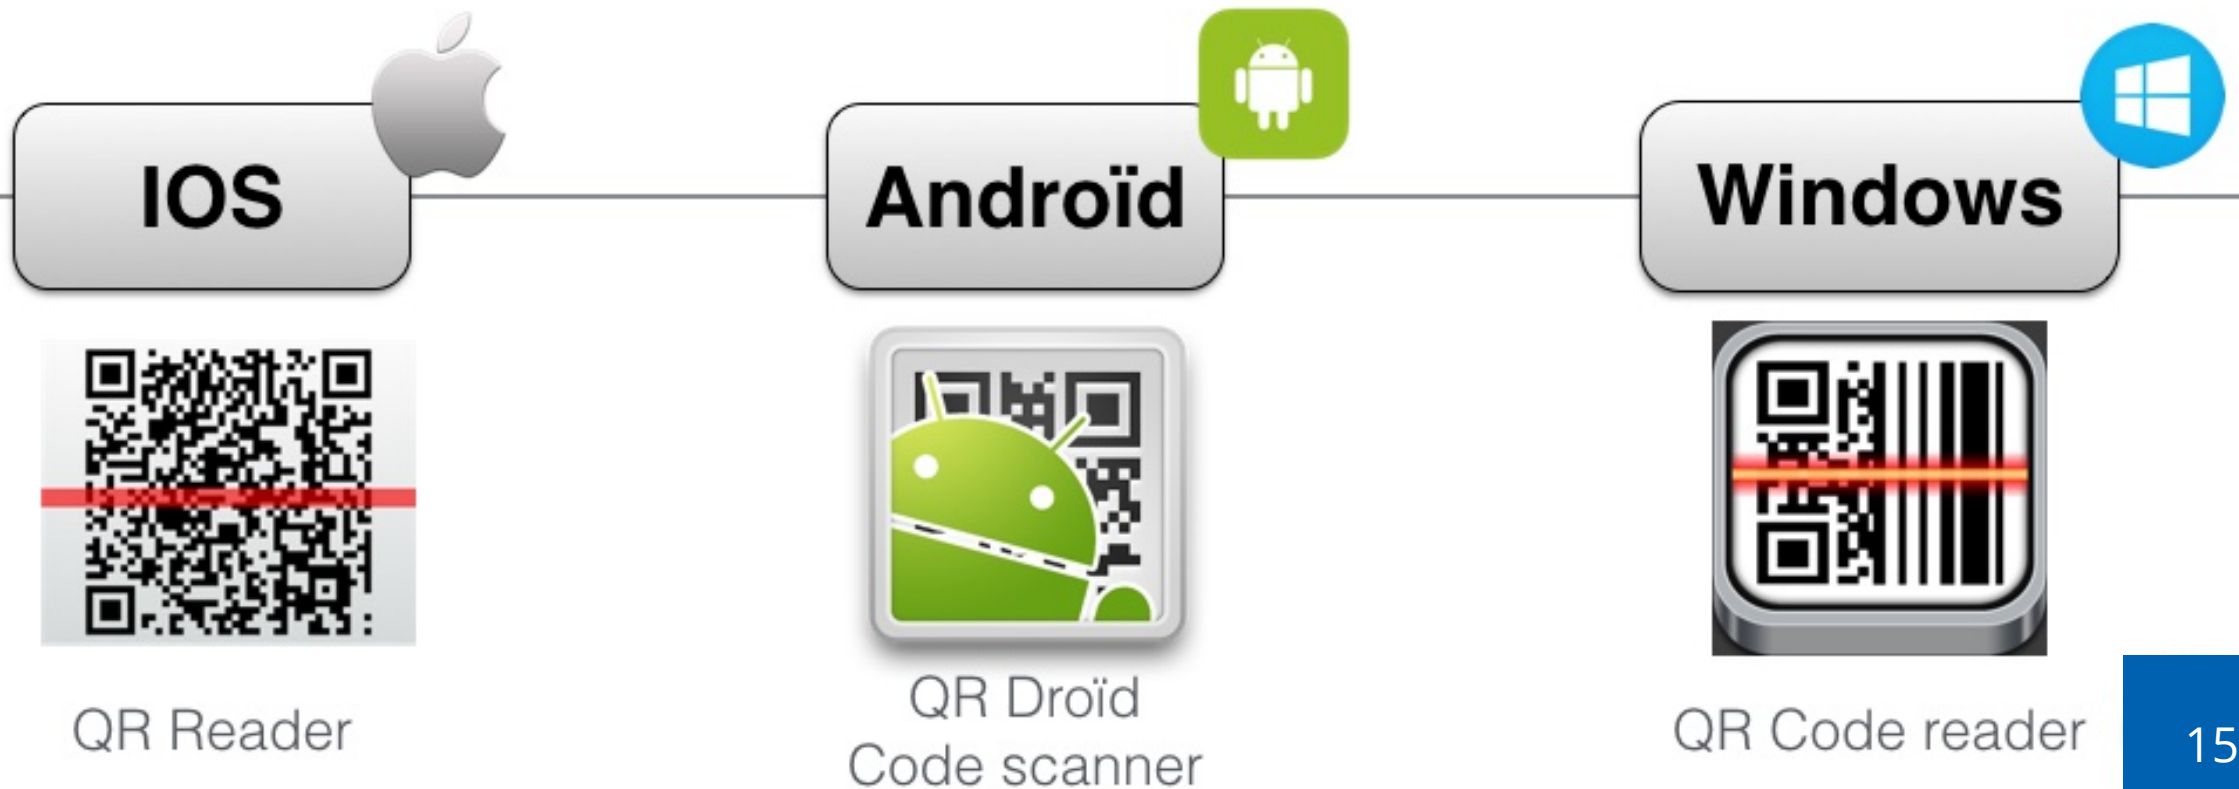 IOS
Androïd
Windows
QR Reader
QR Droïd
Code scanner
QR Code reader
15